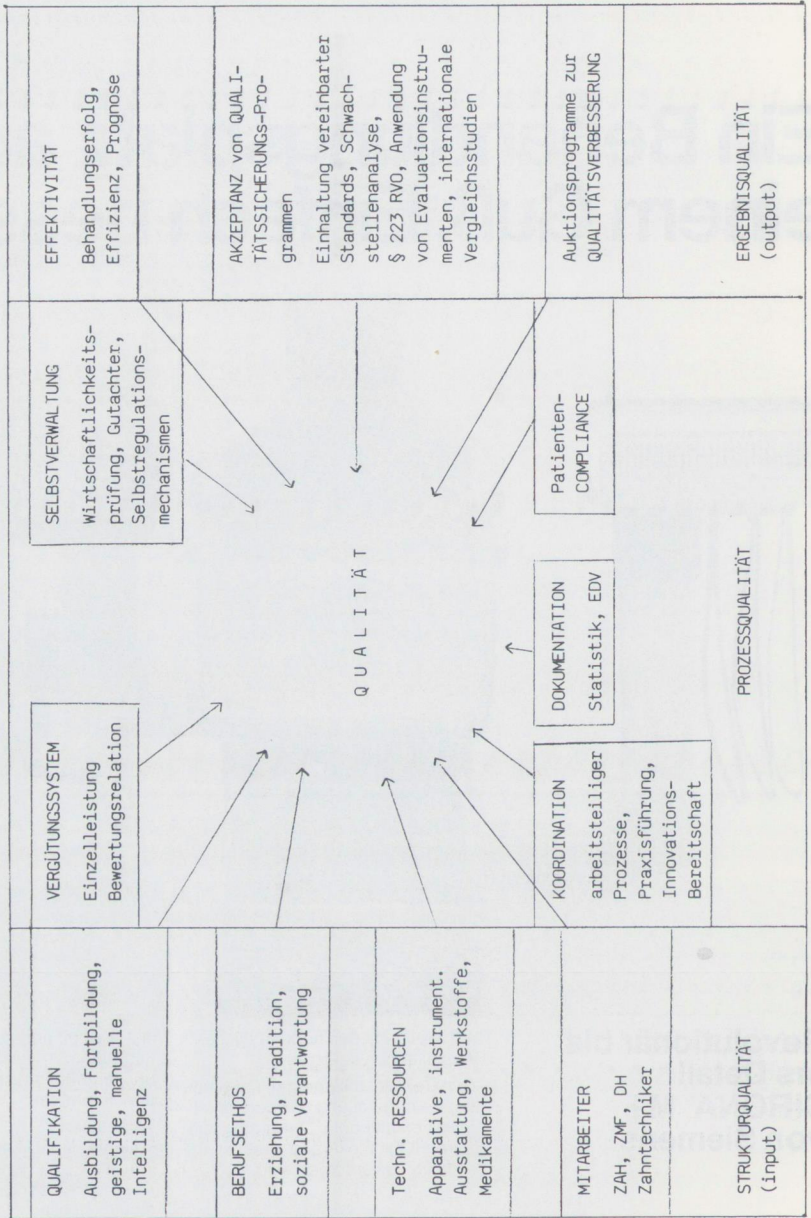 QUALIFIKATION
Ausbildung, Fortbildung,
geistige, manuelle
Intelligenz
BERUFSETHOS
Erziehung, Tradition,
soziale Verantwortung
Techn. RESSOURCEN
Apparative, instrument.
Ausstattung, Werkstoffe,
Medikamente
MITARBEITER
ZAH, ZMF, DH
Zahntechniker
STRUKTURQUALITÄT
(input)
VERGÜTUNGSSYSTEM
Einzelleistung
Bewertungsrelation
SELBSTVERWALTUNG
Wirtschaftlichkeits-
prüfung, Gutachter,
Selbstregulations-
mechanismen
Q U A L I T Ä T
KOORDINATION
arbeitsteiliger
Prozesse,
Praxisführung,
Innovations-
Bereitschaft
DOKUMENTATION
Statistik, EDV
Patienten-
COMPLIANCE
PROZESSQUALITÄT
EFFEKTIVITÄT
Behandlungserfolg,
Effizienz, Prognose
AKZEPTANZ von QUALI-
TÄTSSICHERUNGs-Pro-
grammen
Einhaltung vereinbarter
Standards, Schwach-
stellenanalyse,
§ 223 RVO, Anwendung
von Evaluationsinstru-
menten, internationale
Vergleichsstudien
Auktionsprogramme zur
QUALITÄTSVERBESSERUNG
ERGEBNISQUALITÄT
(output)